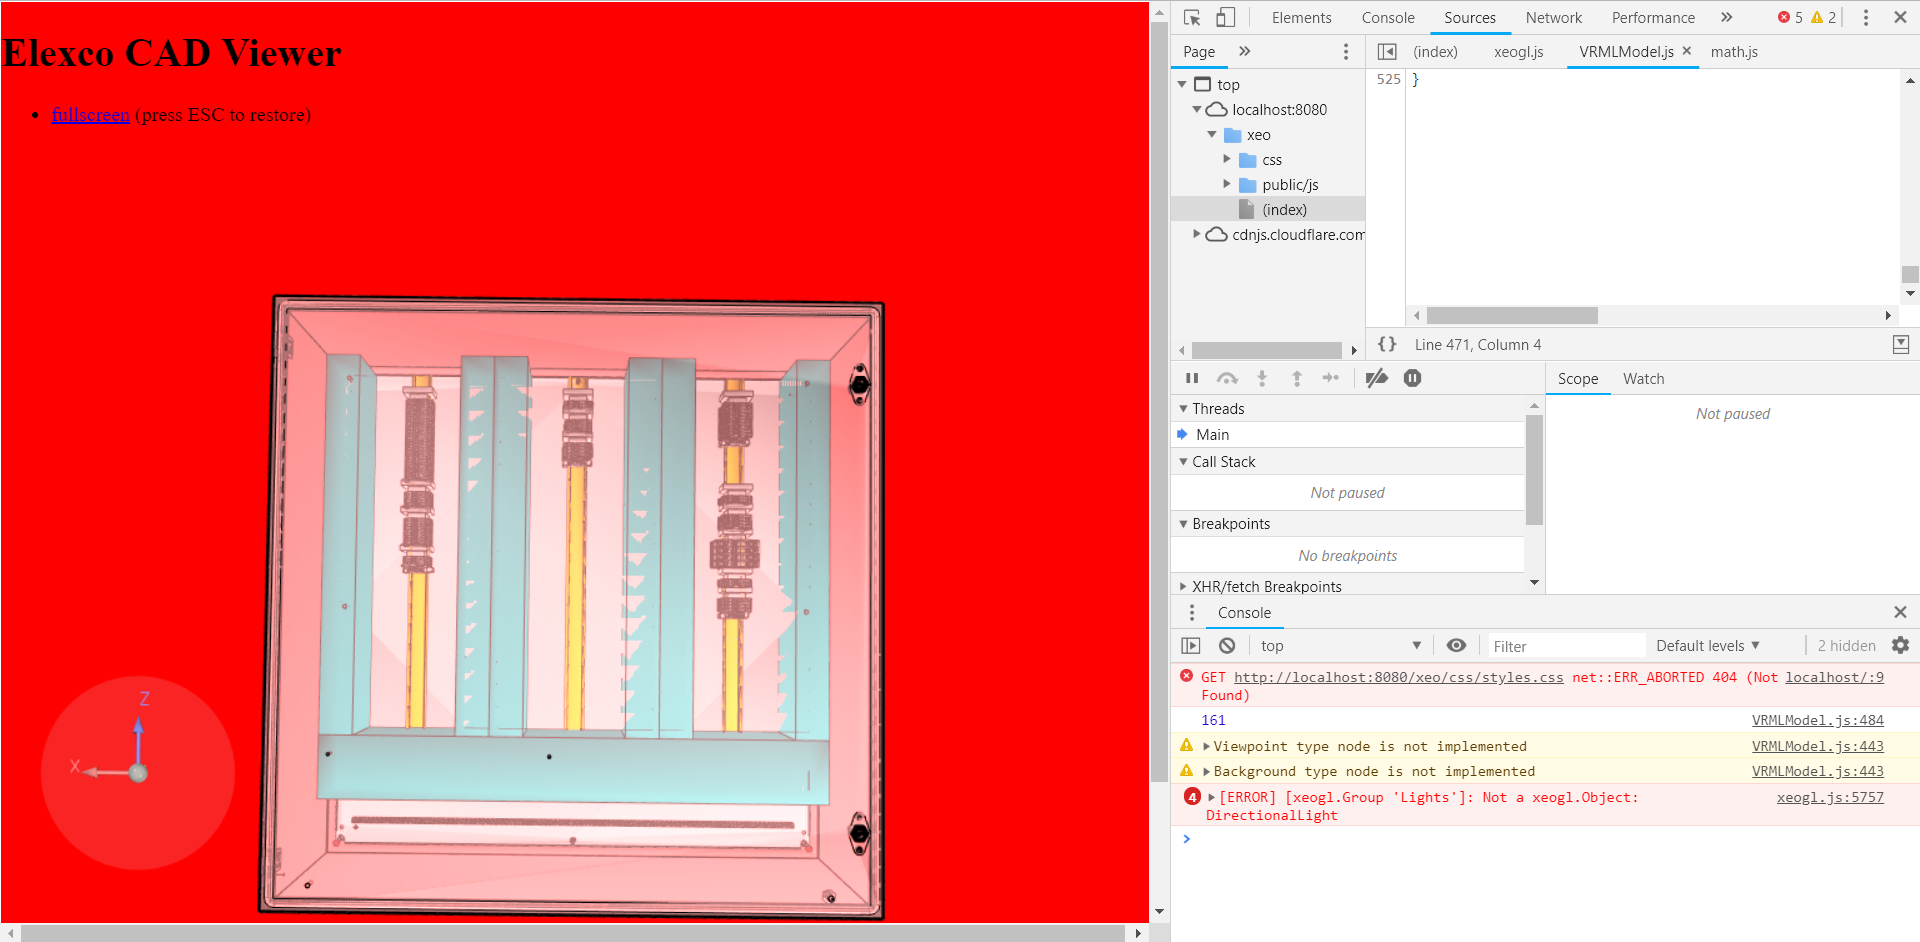 Elexco CAD Viewer
fullscreen (press ESC to restore)
Z
X
Elements Console Sources Network Performance » 5 2
Page »
(index) xeogl.js VRMLModel.js × math.js
top
localhost:8080
xeo
css
public/js
(index)
cdnjs.cloudflare.com
525 }
{} Line 471, Column 4
Threads
Main
Call Stack
Not paused
Breakpoints
No breakpoints
XHR/fetch Breakpoints
Scope Watch
Not paused
Console
top Filter Default levels 2 hidden
GET http://localhost:8080/xeo/css/styles.css net::ERR_ABORTED 404 (Not localhost/:9
Found)
161 VRMLModel.js:484
Viewpoint type node is not implemented VRMLModel.js:443
Background type node is not implemented VRMLModel.js:443
4 [ERROR] [xeogl.Group 'Lights']: Not a xeogl.Object: xeogl.js:5757
DirectionalLight